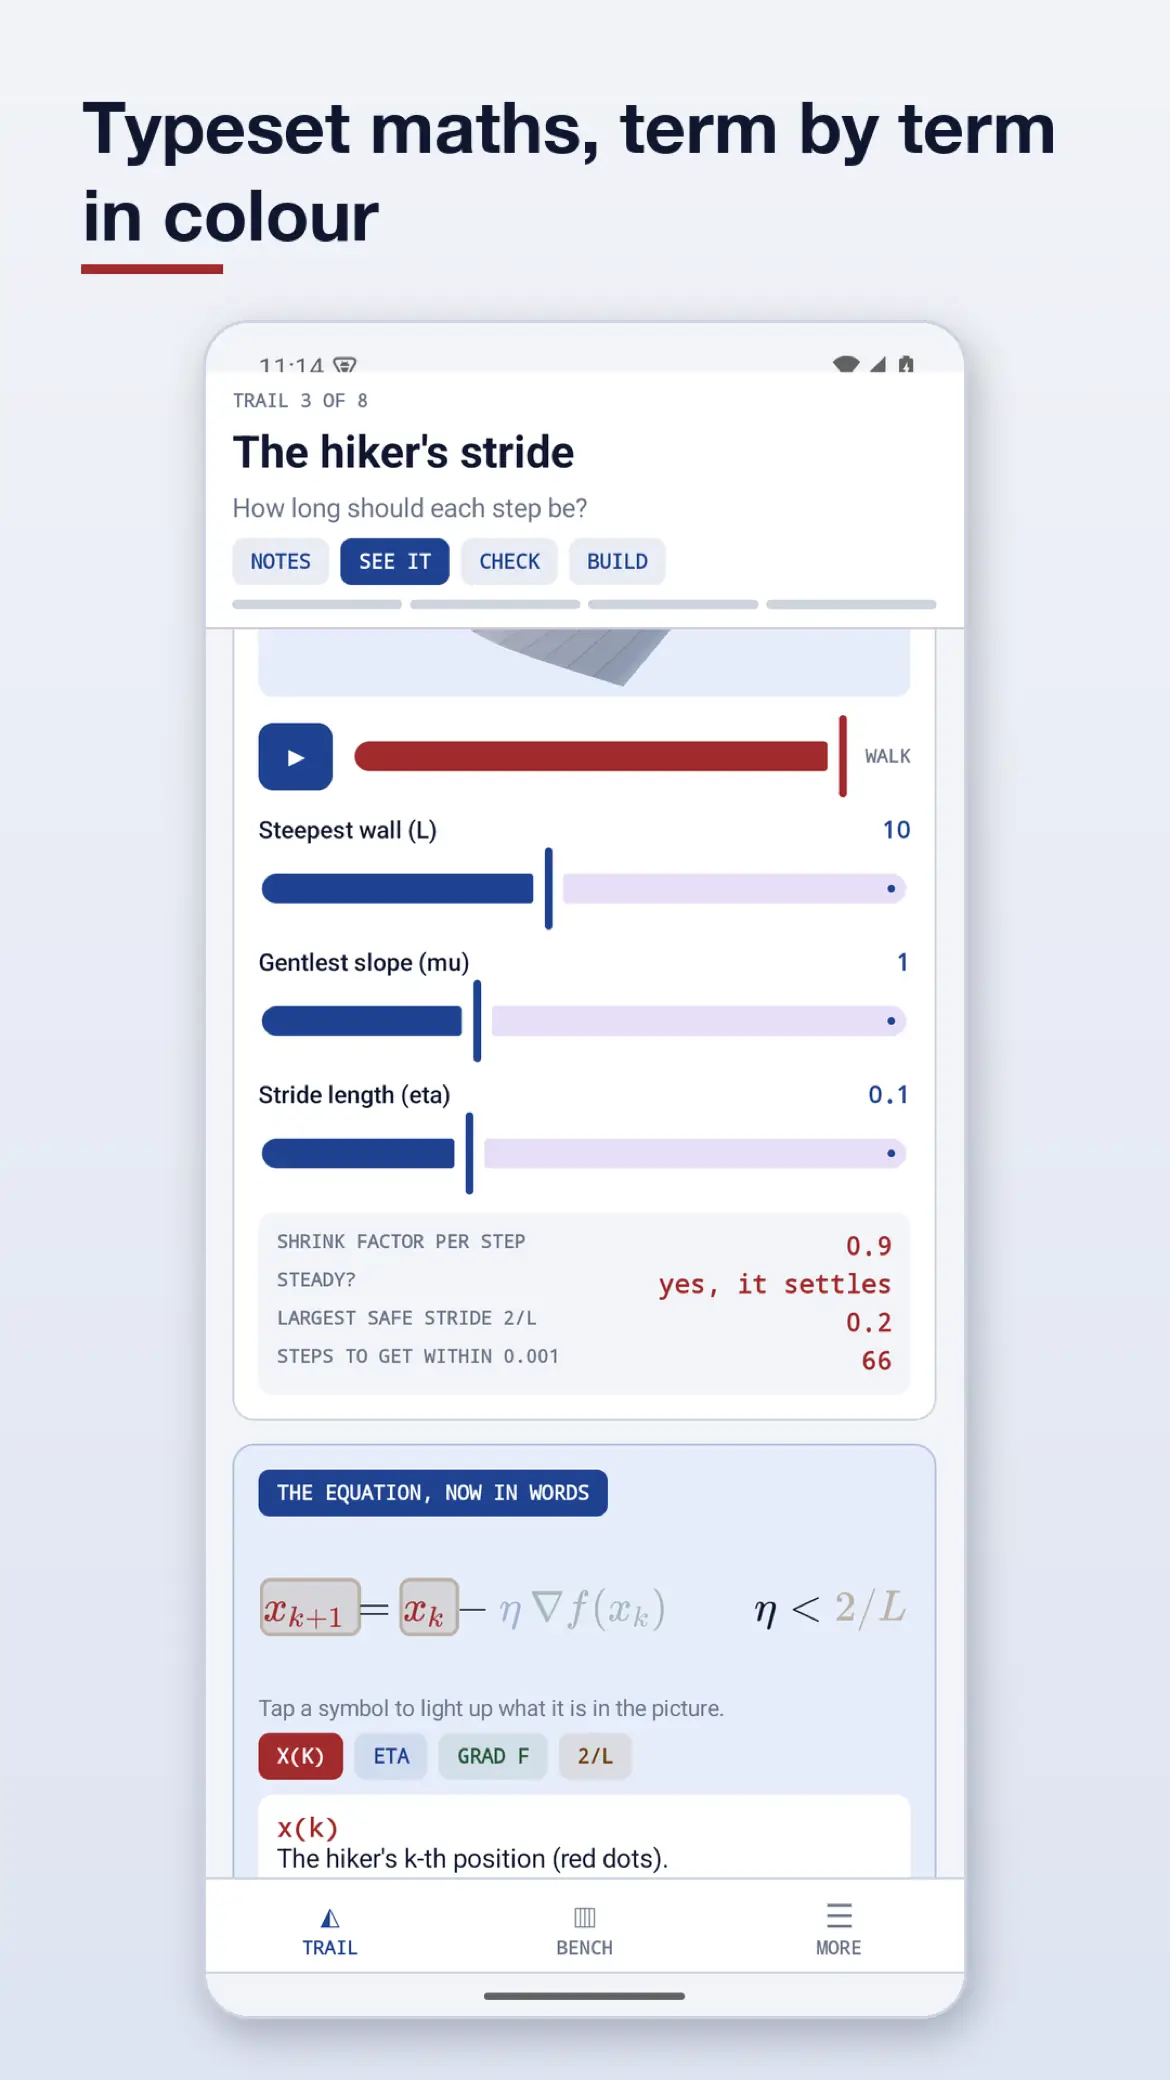 Typeset maths, term by term
in colour
11:14
TRAIL 3 OF 8
The hiker's stride
How long should each step be?
NOTES SEE IT CHECK BUILD
WALK
Steepest wall (L) 10
Gentlest slope (mu) 1
Stride length (eta) 0.1
SHRINK FACTOR PER STEP 0.9
STEADY? yes, it settles
LARGEST SAFE STRIDE 2/L 0.2
STEPS TO GET WITHIN 0.001 66
THE EQUATION, NOW IN WORDS
x_{k+1} = x_k − η ∇f(x_k) η < 2/L
Tap a symbol to light up what it is in the picture.
X(K) ETA GRAD F 2/L
x(k)
The hiker's k-th position (red dots).
TRAIL BENCH MORE